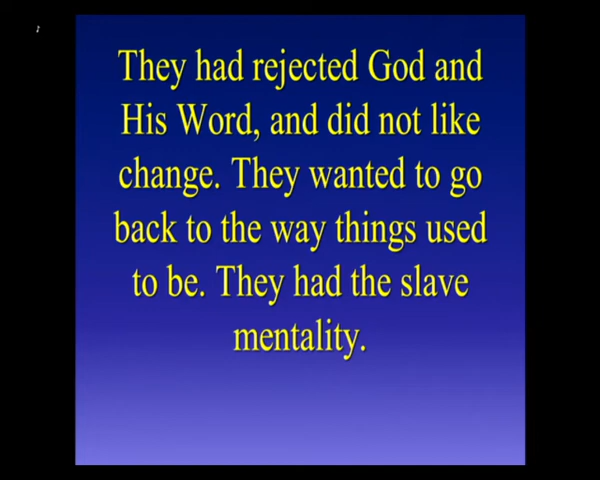 They had rejected God and
His Word, and did not like
change. They wanted to go
back to the way things used
to be. They had the slave
mentality.